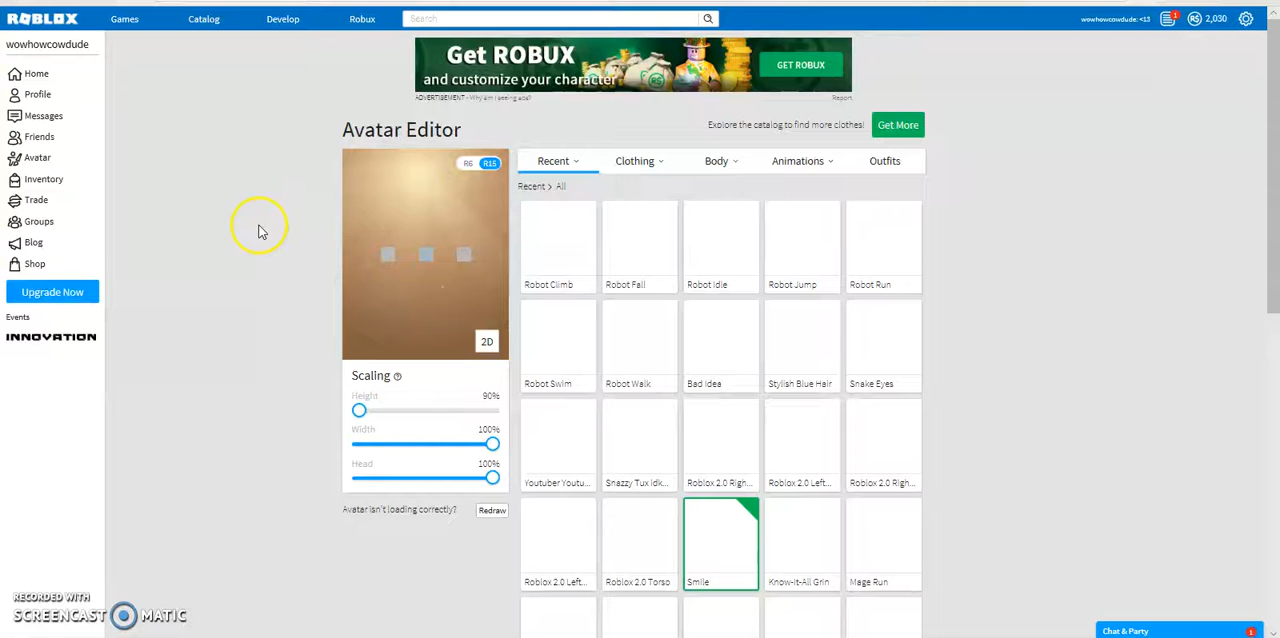 ROBLOX Games Catalog Develop Robux Search wowhowcowdude: <13 1 R$ 2,030
wowhowcowdude
Home
Profile
Messages
Friends
Avatar
Inventory
Trade
Groups
Blog
Shop
Upgrade Now
Events
INNOVATION
Get ROBUX
and customize your character
GET ROBUX
ADVERTISEMENT - Why am I seeing ads? Report
Avatar Editor
Explore the catalog to find more clothes! Get More
R6 R15
2D
Scaling
Height 90%
Width 100%
Head 100%
Avatar isn't loading correctly? Redraw
Recent Clothing Body Animations Outfits
Recent > All
Robot Climb Robot Fall Robot Idle Robot Jump Robot Run
Robot Swim Robot Walk Bad Idea Stylish Blue Hair Snake Eyes
Youtuber Youtu... Snazzy Tux idk... Roblox 2.0 Righ... Roblox 2.0 Left... Roblox 2.0 Righ...
Roblox 2.0 Left... Roblox 2.0 Torso Smile Know-It-All Grin Mage Run
RECORDED WITH
SCREENCAST MATIC
Chat & Party 1